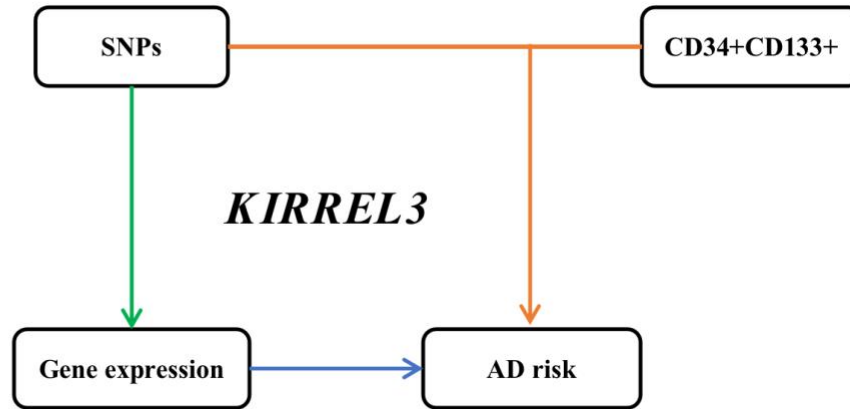 SNPs
CD34+CD133+
KIRREL3
Gene expression
AD risk